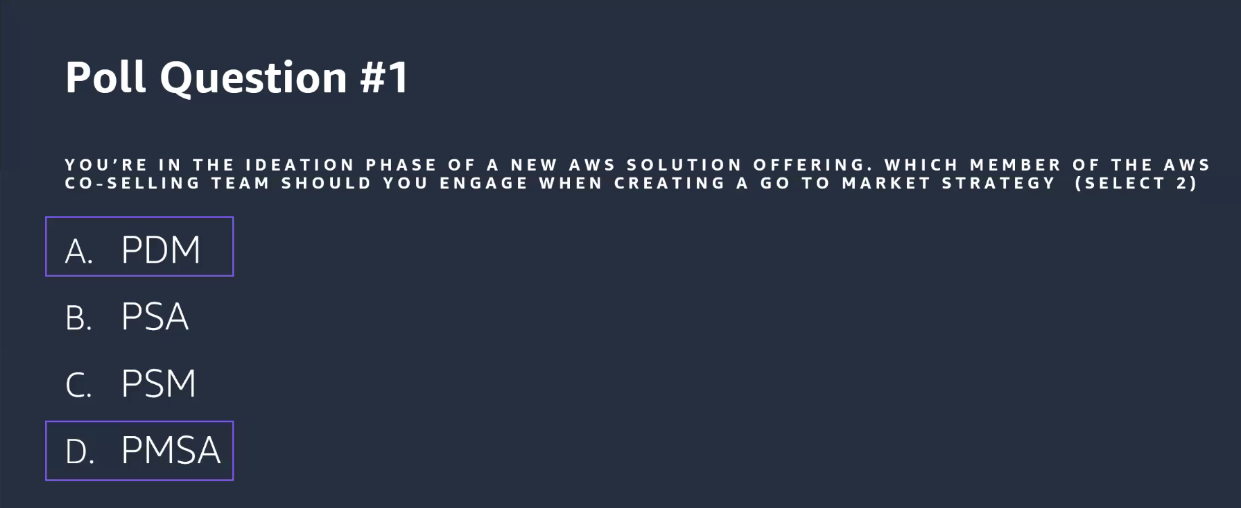 Poll Question #1
YOU’RE IN THE IDEATION PHASE OF A NEW AWS SOLUTION OFFERING. WHICH MEMBER OF THE AWS
CO-SELLING TEAM SHOULD YOU ENGAGE WHEN CREATING A GO TO MARKET STRATEGY (SELECT 2)
A. PDM
B. PSA
C. PSM
D. PMSA